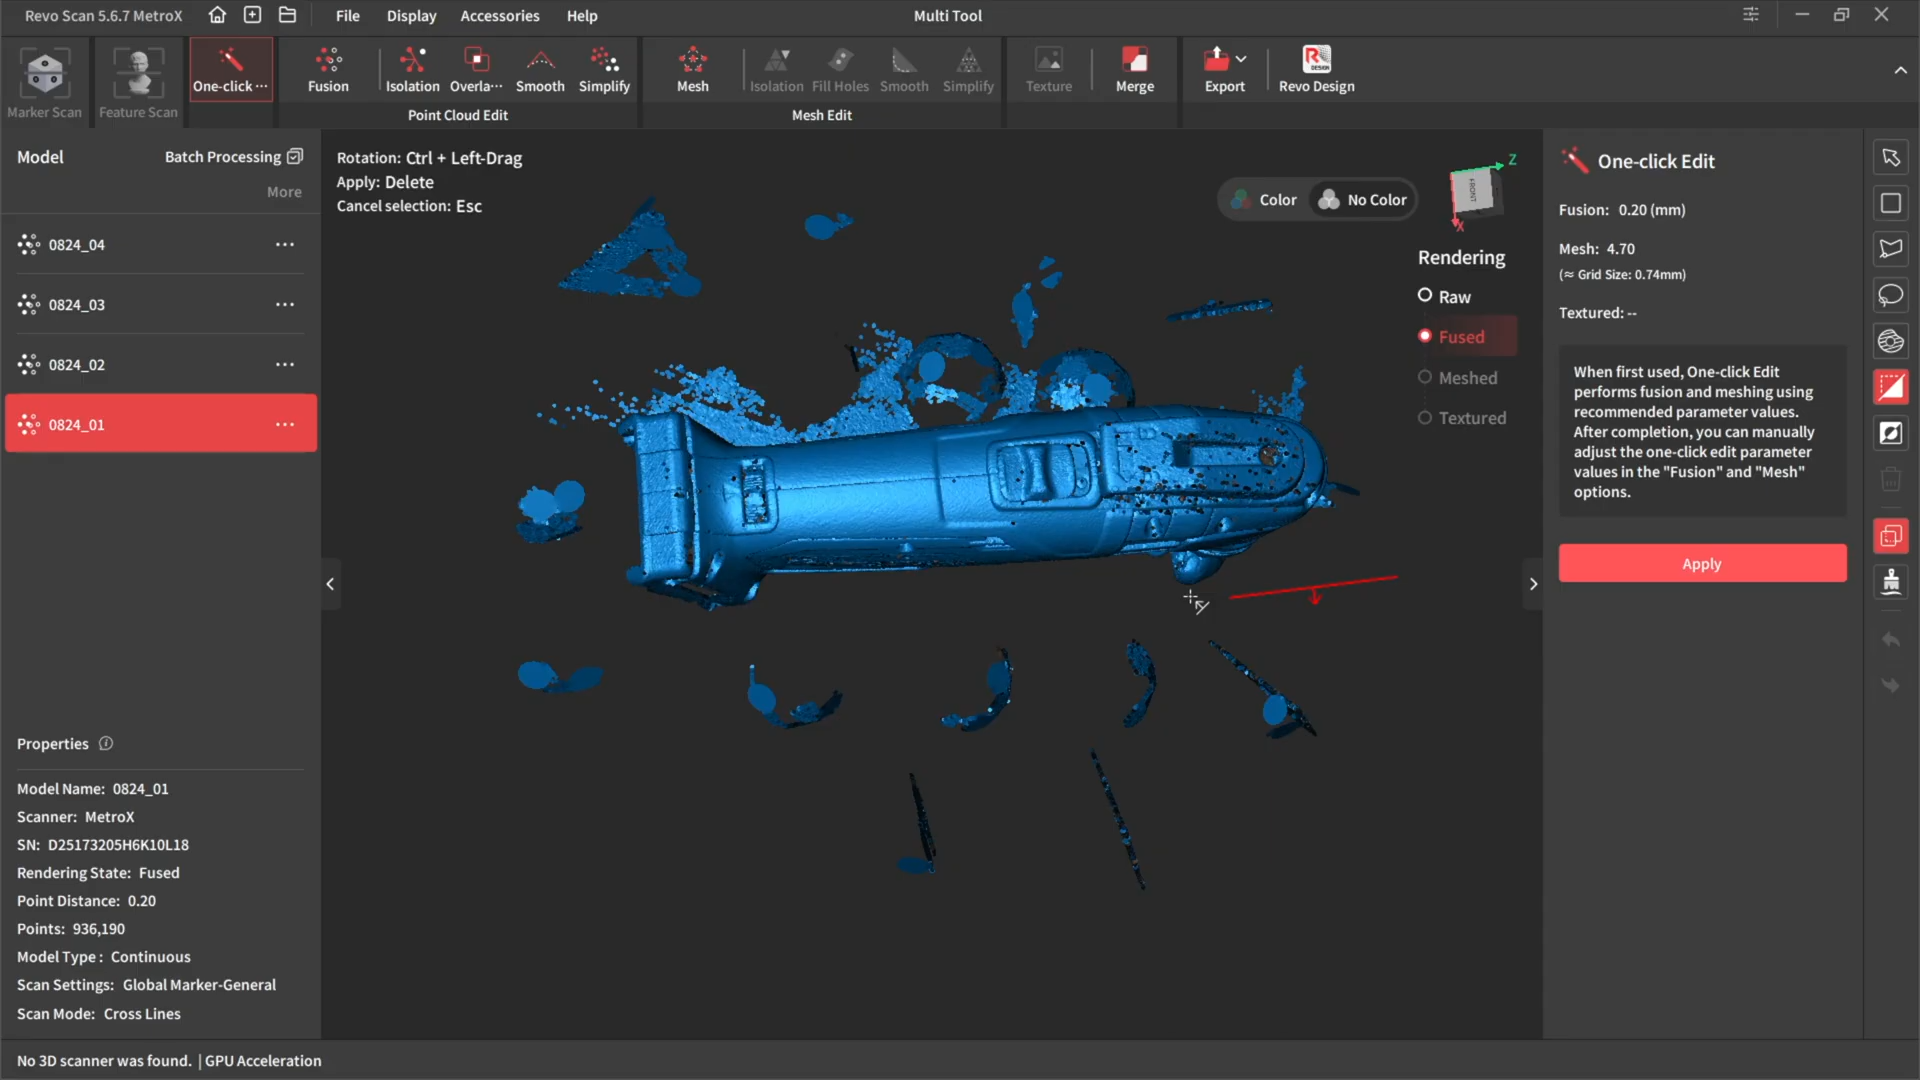 Revo Scan 5.6.7 MetroX
File
Display
Accessories
Help
Multi Tool
Marker Scan
Feature Scan
One-click ···
Fusion
Isolation
Overla···
Smooth
Simplify
Point Cloud Edit
Mesh
Isolation
Fill Holes
Smooth
Simplify
Mesh Edit
Texture
Merge
Export
Revo Design
Model
Batch Processing
More
0824_04
0824_03
0824_02
0824_01
Properties
Model Name: 0824_01
Scanner: MetroX
SN: D25173205H6K10L18
Rendering State: Fused
Point Distance: 0.20
Points: 936,190
Model Type : Continuous
Scan Settings: Global Marker-General
Scan Mode: Cross Lines
No 3D scanner was found. | GPU Acceleration
Rotation: Ctrl + Left-Drag
Apply: Delete
Cancel selection: Esc
Color
No Color
Z
FRONT
X
Rendering
Raw
Fused
Meshed
Textured
One-click Edit
Fusion: 0.20 (mm)
Mesh: 4.70
(≈ Grid Size: 0.74mm)
Textured: --
When first used, One-click Edit
performs fusion and meshing using
recommended parameter values.
After completion, you can manually
adjust the one-click edit parameter
values in the "Fusion" and "Mesh"
options.
Apply